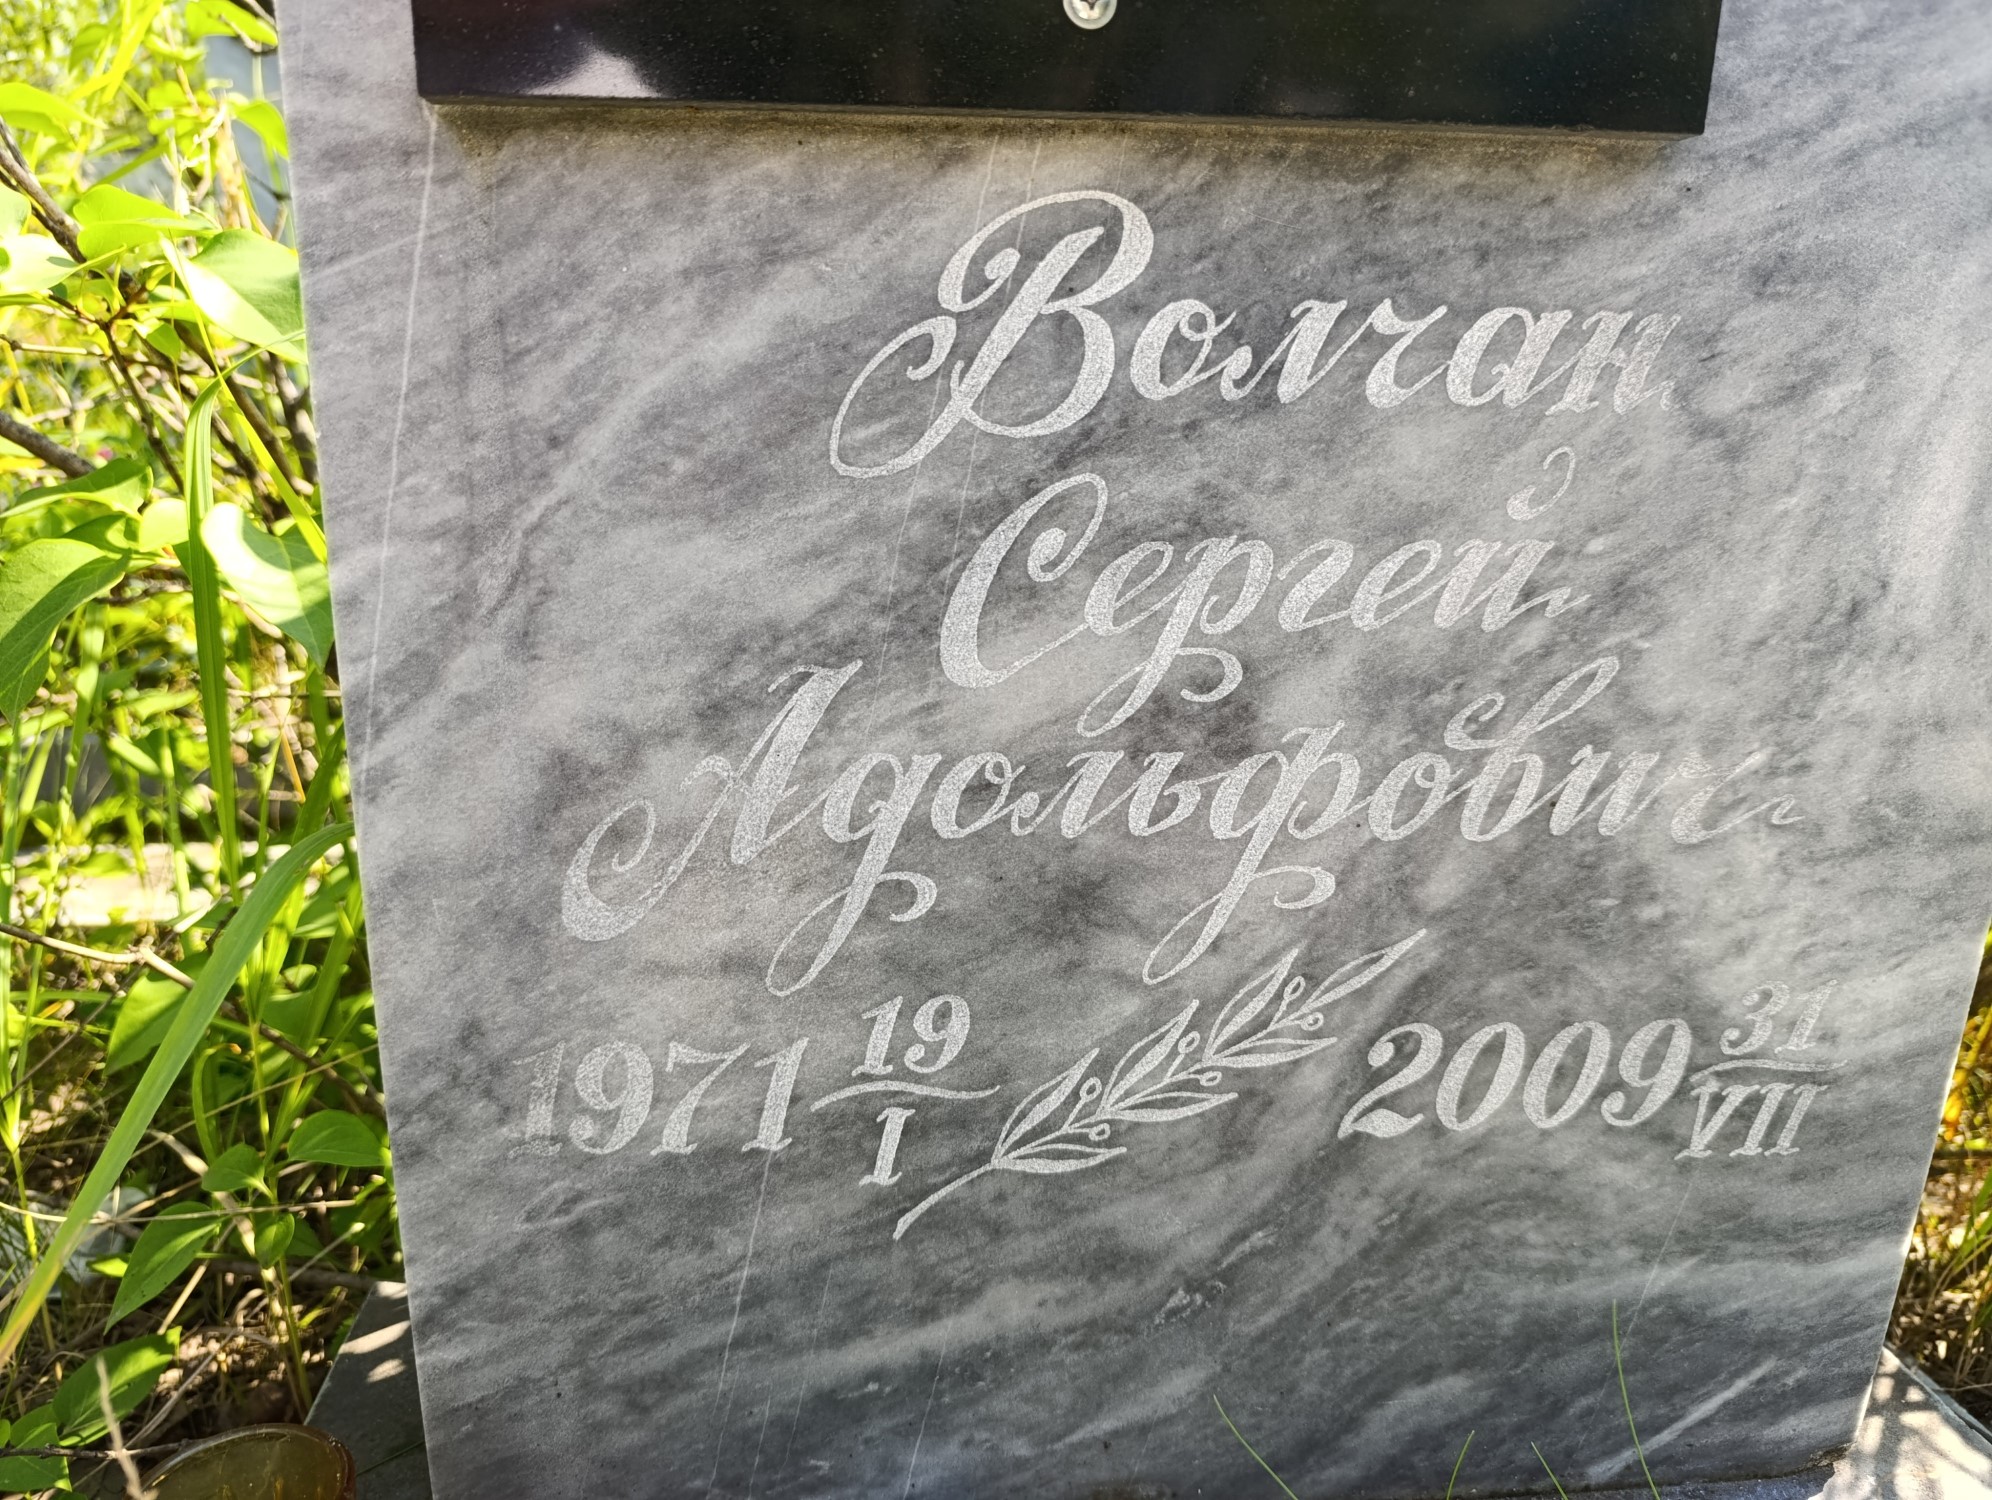 Волчан
Сергей
Адольфович
1971 19/I 2009 31/VII